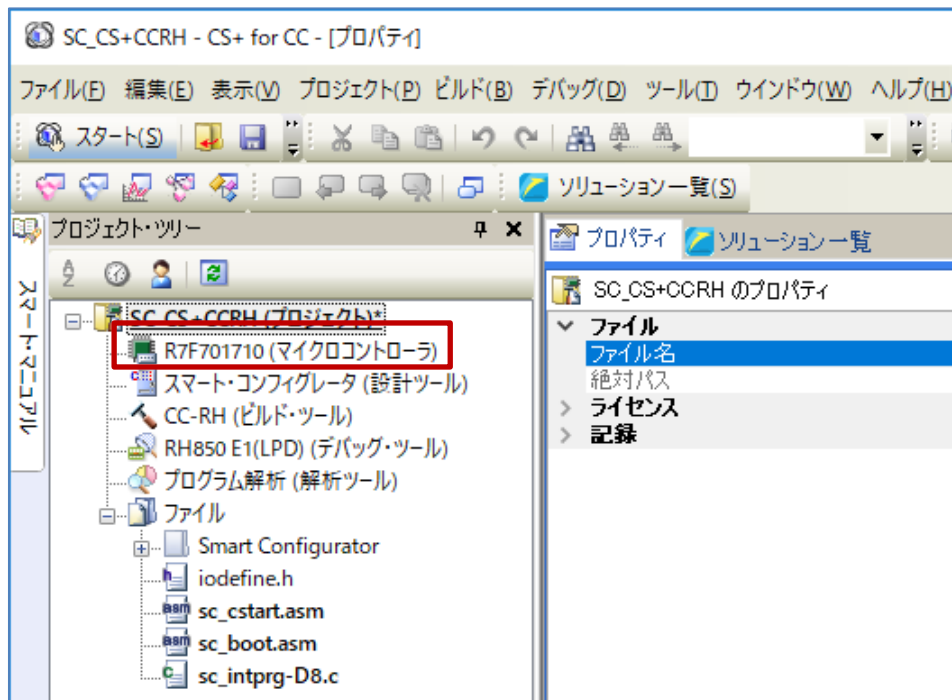 SC_CS+CCRH - CS+ for CC - [プロパティ]
ファイル(F) 編集(E) 表示(V) プロジェクト(P) ビルド(B) デバッグ(D) ツール(T) ウインドウ(W) ヘルプ(H)
スタート(S)
ソリューション一覧(S)
プロジェクト・ツリー
プロパティ ソリューション一覧
スマート・マニュアル
SC_CS+CCRH のプロパティ
SC_CS+CCRH (プロジェクト)*
R7F701710 (マイクロコントローラ)
スマート・コンフィグレータ (設計ツール)
CC-RH (ビルド・ツール)
RH850 E1(LPD) (デバッグ・ツール)
プログラム解析 (解析ツール)
ファイル
Smart Configurator
iodefine.h
sc_cstart.asm
sc_boot.asm
sc_intprg-D8.c
ファイル
ファイル名
絶対パス
ライセンス
記録